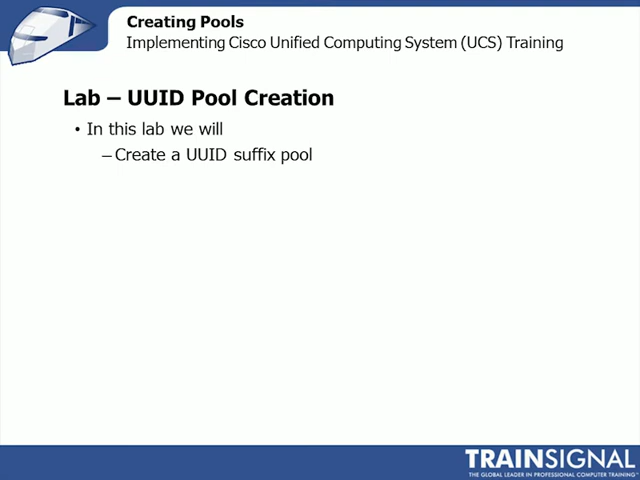 Creating Pools
Implementing Cisco Unified Computing System (UCS) Training
Lab – UUID Pool Creation
• In this lab we will
– Create a UUID suffix pool
TRAINSIGNAL
THE GLOBAL LEADER IN PROFESSIONAL COMPUTER TRAINING